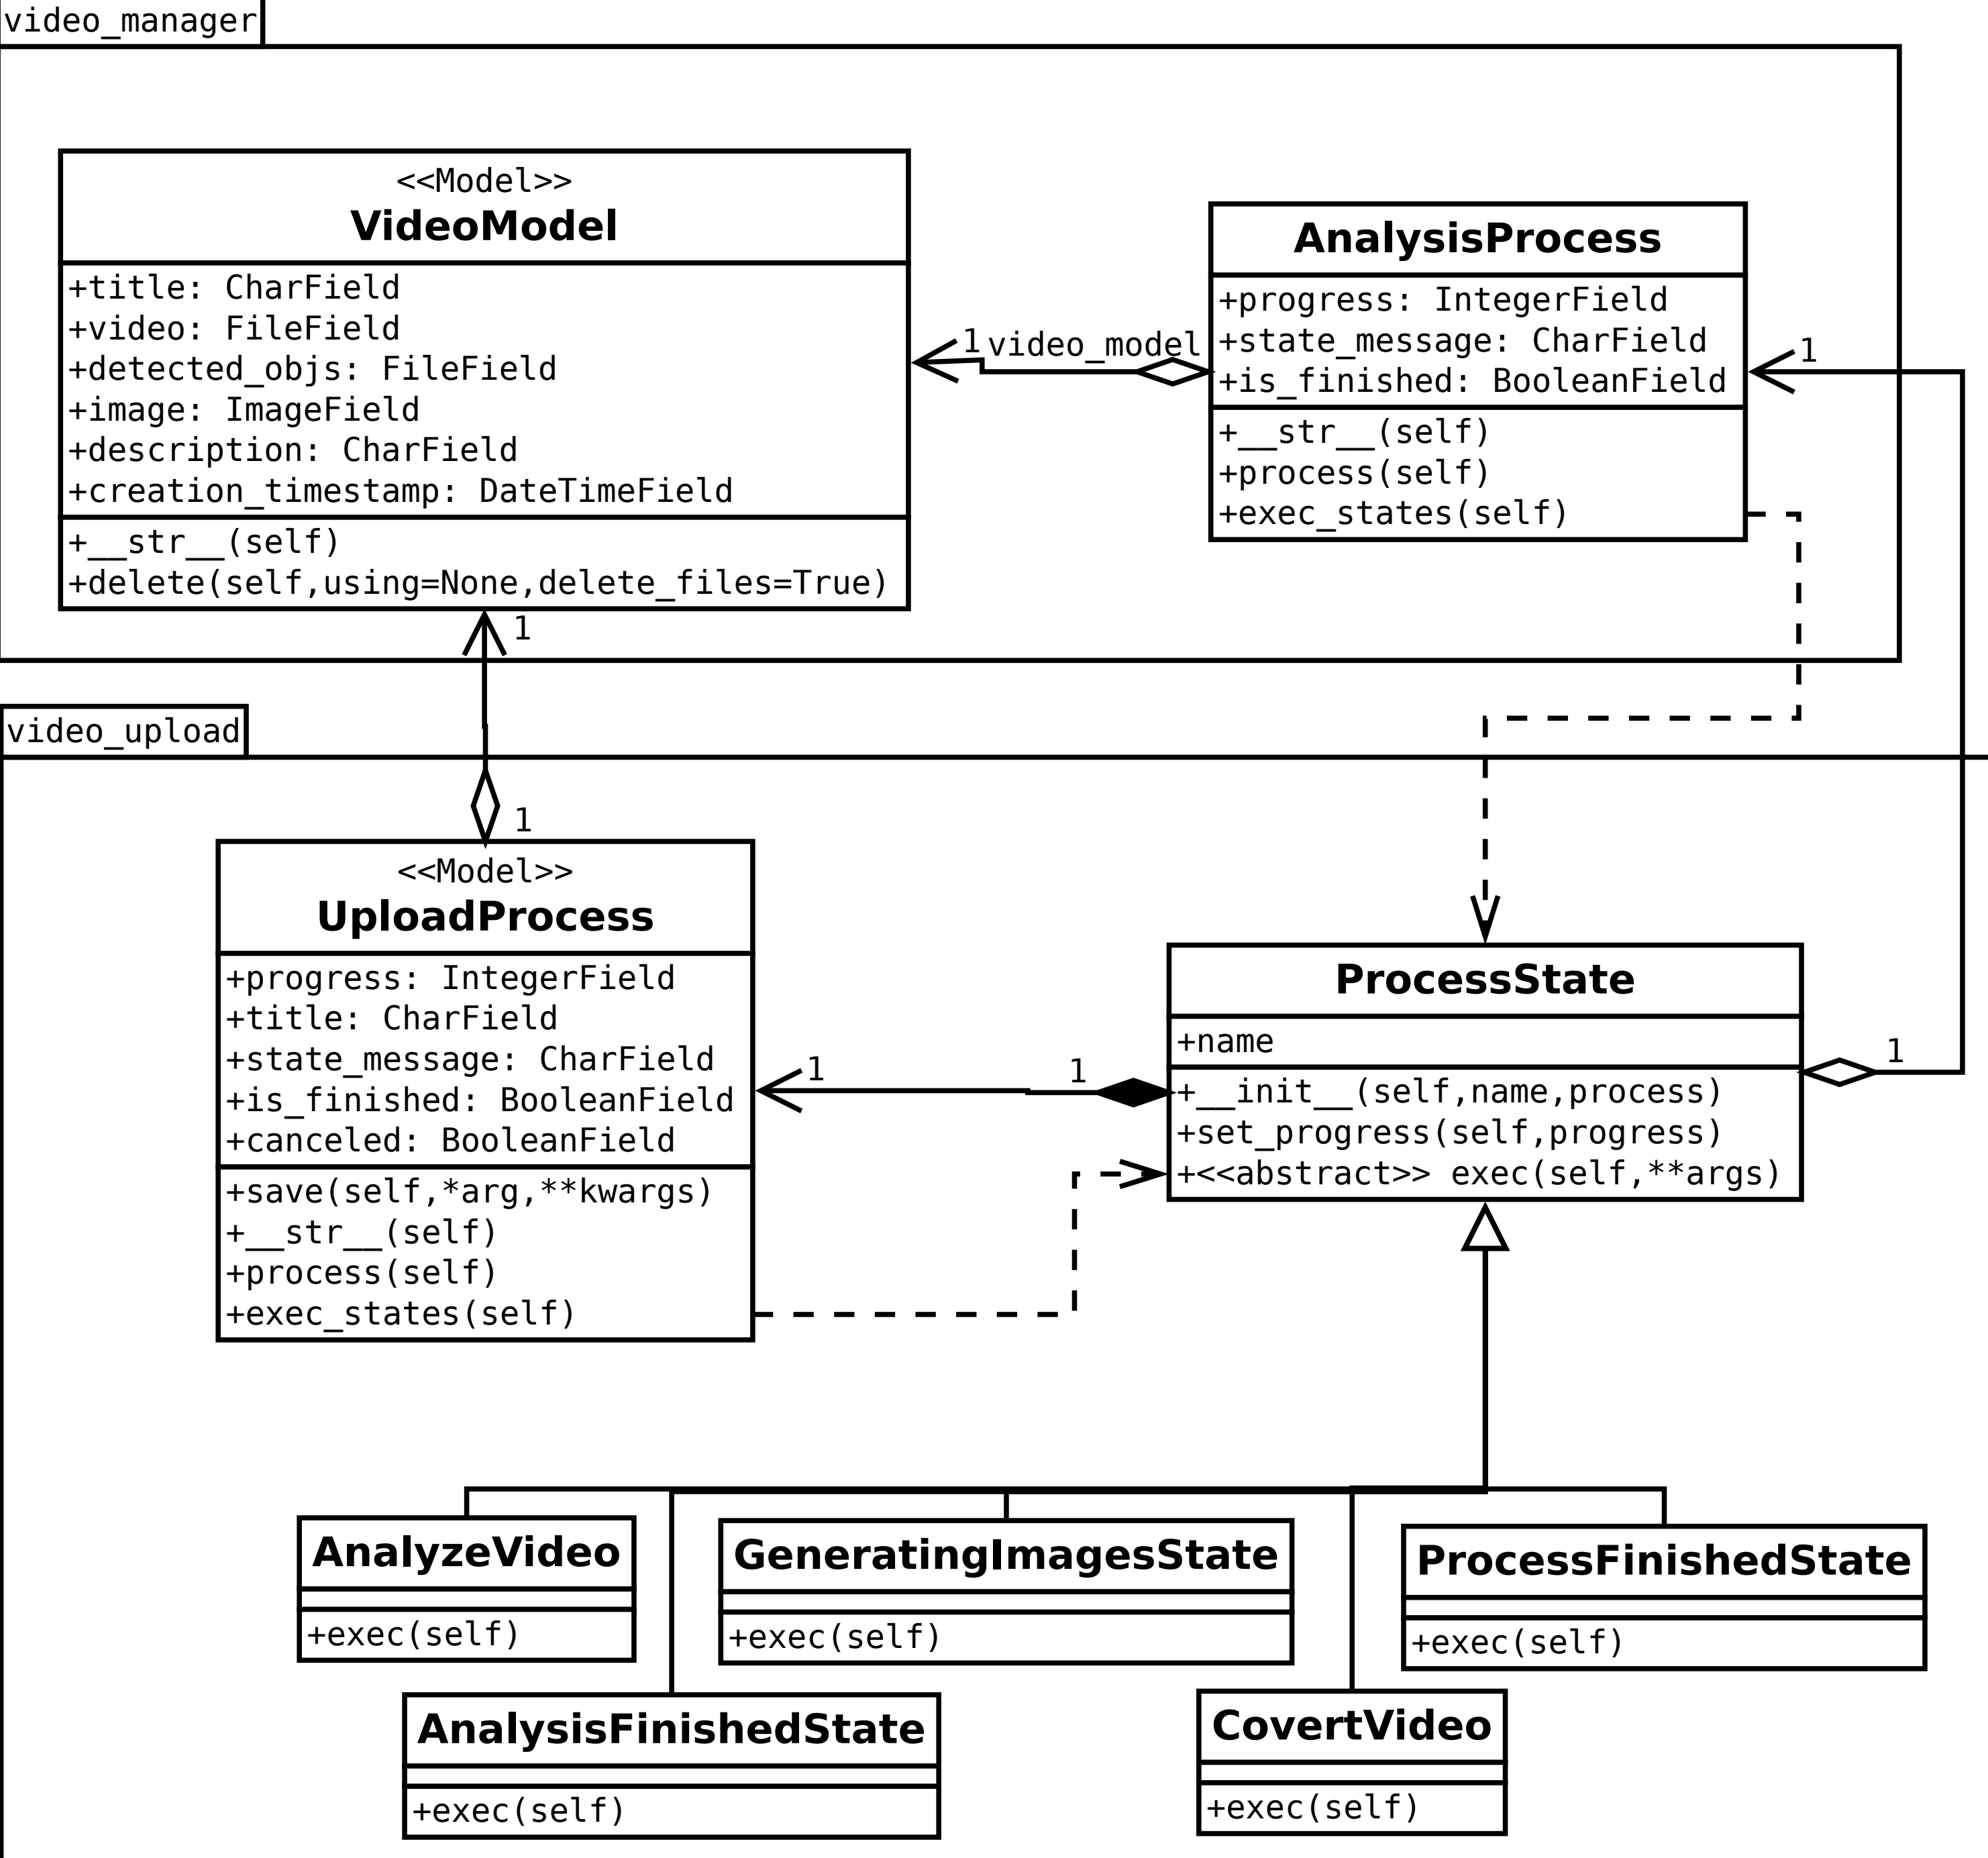 video_manager
<<Model>>
VideoModel
+title: CharField
+video: FileField
+detected_objs: FileField
+image: ImageField
+description: CharField
+creation_timestamp: DateTimeField
+__str__(self)
+delete(self,using=None,delete_files=True)
1
1
video_model
AnalysisProcess
+progress: IntegerField
+state_message: CharField
+is_finished: BooleanField
+__str__(self)
+process(self)
+exec_states(self)
1
video_upload
1
<<Model>>
UploadProcess
+progress: IntegerField
+title: CharField
+state_message: CharField
+is_finished: BooleanField
+canceled: BooleanField
+save(self,*arg,**kwargs)
+__str__(self)
+process(self)
+exec_states(self)
1
1
ProcessState
+name
+__init__(self,name,process)
+set_progress(self,progress)
+<<abstract>> exec(self,**args)
1
AnalyzeVideo
+exec(self)
GeneratingImagesState
+exec(self)
ProcessFinishedState
+exec(self)
AnalysisFinishedState
+exec(self)
CovertVideo
+exec(self)